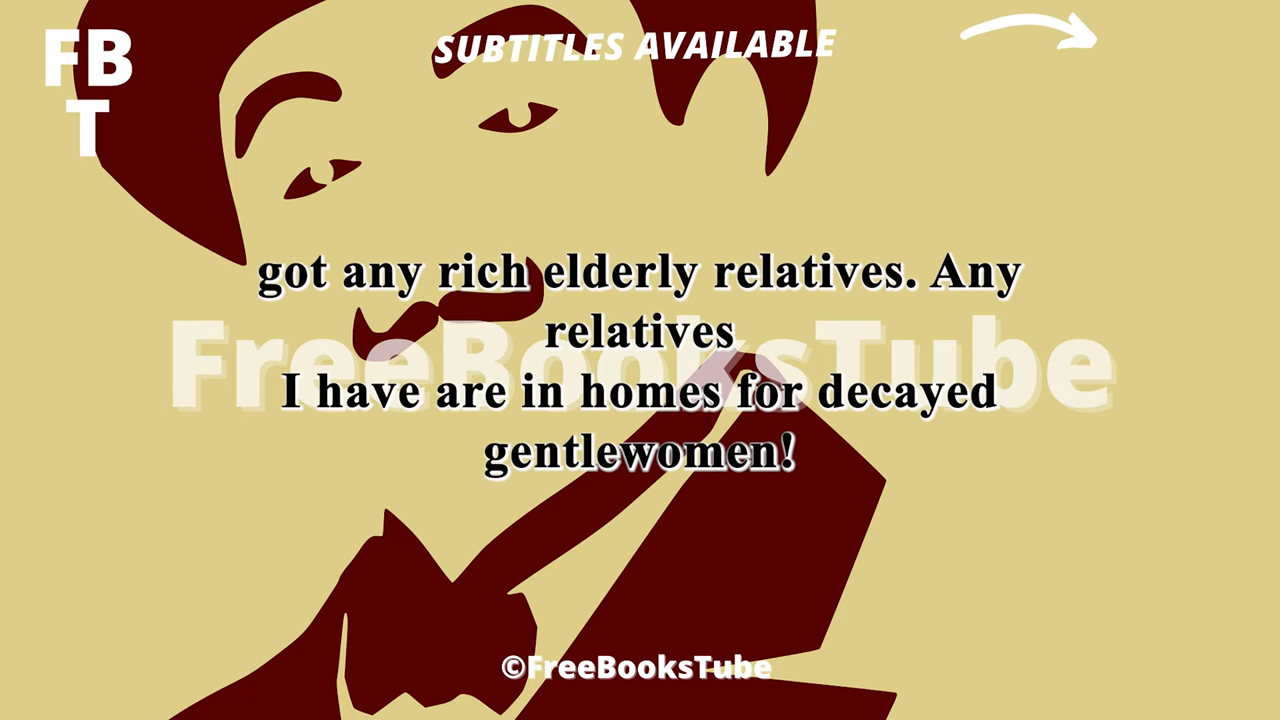 FB
T
SUBTITLES AVAILABLE
got any rich elderly relatives. Any
relatives
FreeBooksTube
I have are in homes for decayed
gentlewomen!
©FreeBooksTube